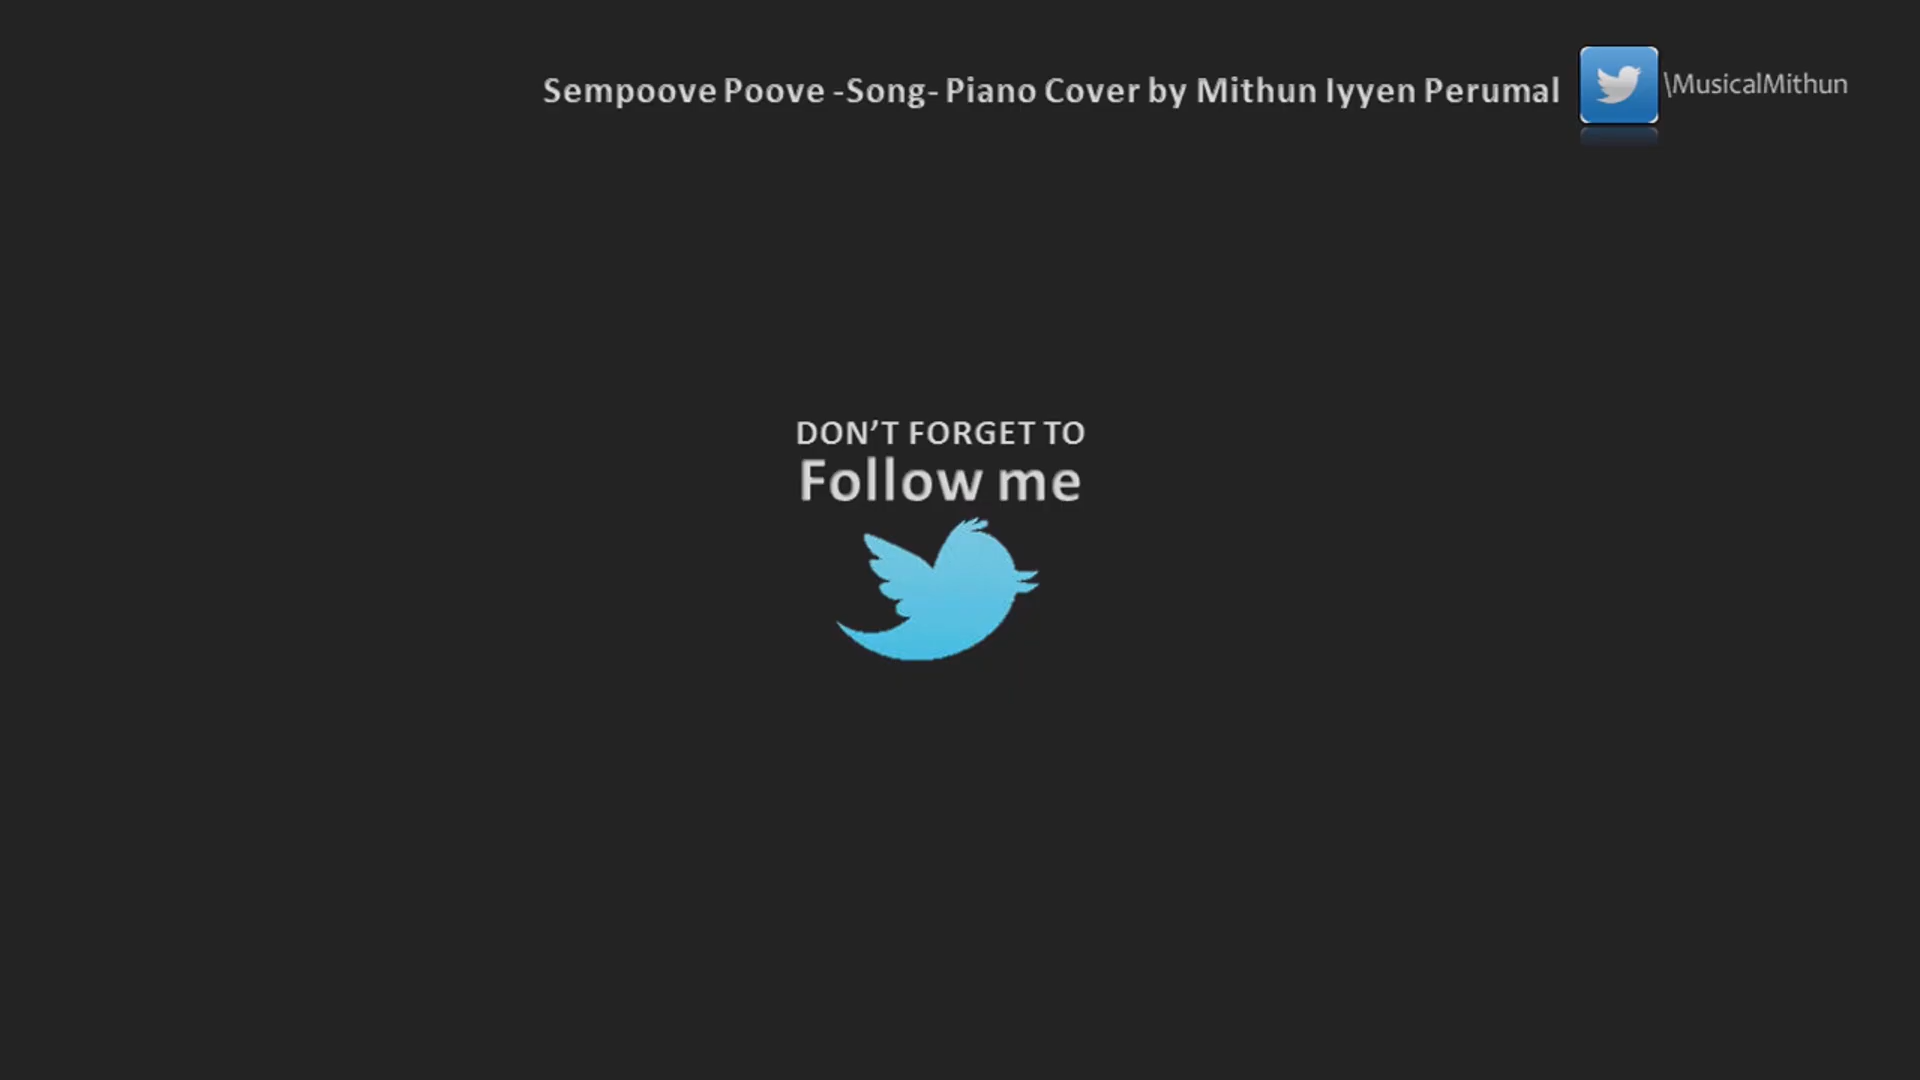 Sempoove Poove -Song- Piano Cover by Mithun Iyyen Perumal \MusicalMithun
DON’T FORGET TO
Follow me